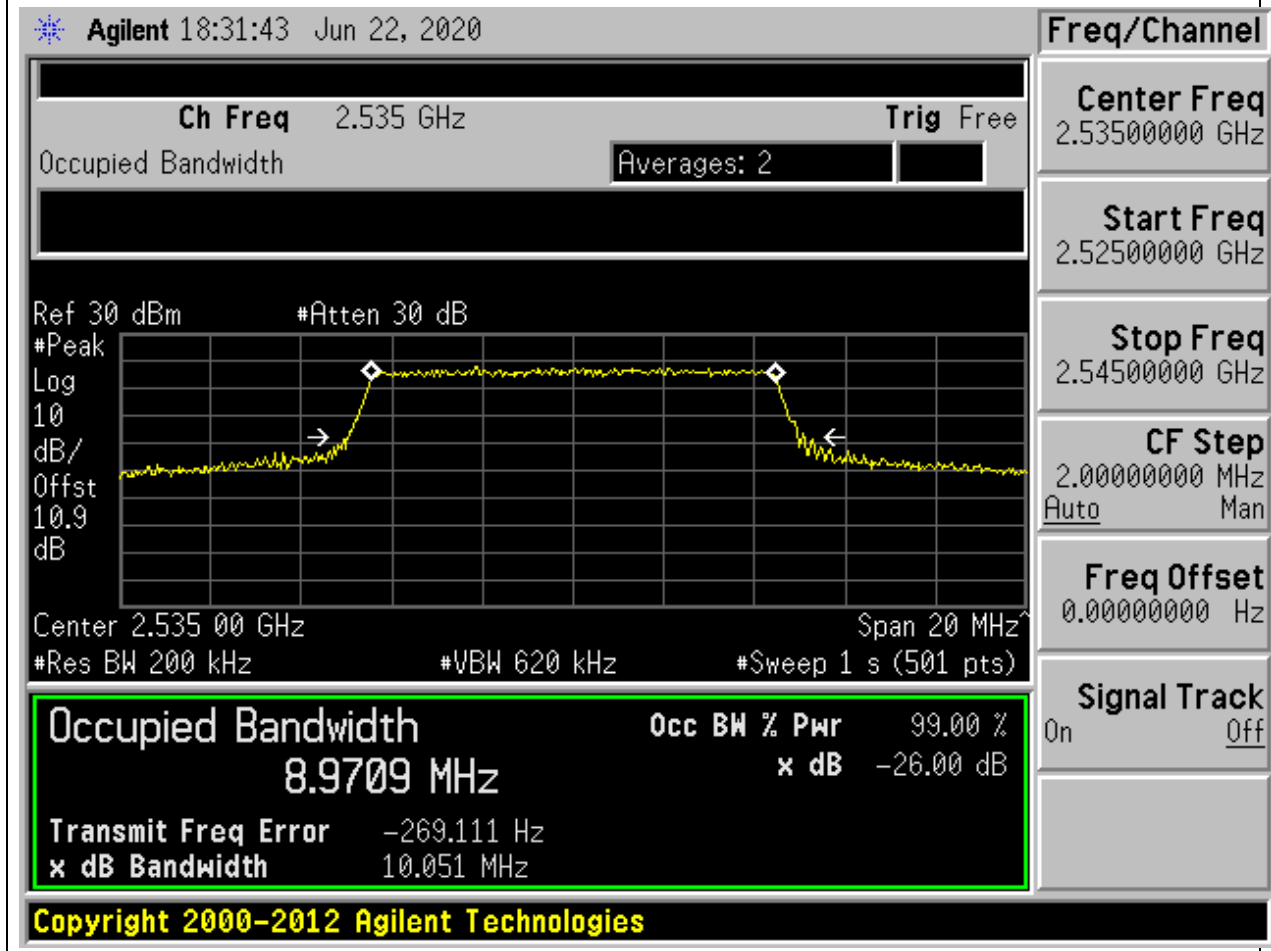 Agilent 18:31:43 Jun 22, 2020
Freq/Channel
Ch Freq 2.535 GHz Trig Free
Occupied Bandwidth Averages: 2
Ref 30 dBm #Atten 30 dB
#Peak
Log
10
dB/
Offst
10.9
dB
Center 2.535 00 GHz Span 20 MHz^
#Res BW 200 kHz #VBW 620 kHz #Sweep 1 s (501 pts)
Occupied Bandwidth
8.9709 MHz
Occ BW % Pwr 99.00 %
x dB -26.00 dB
Transmit Freq Error -269.111 Hz
x dB Bandwidth 10.051 MHz
Center Freq
2.53500000 GHz
Start Freq
2.52500000 GHz
Stop Freq
2.54500000 GHz
CF Step
2.00000000 MHz
Auto Man
Freq Offset
0.00000000 Hz
Signal Track
On Off
Copyright 2000-2012 Agilent Technologies